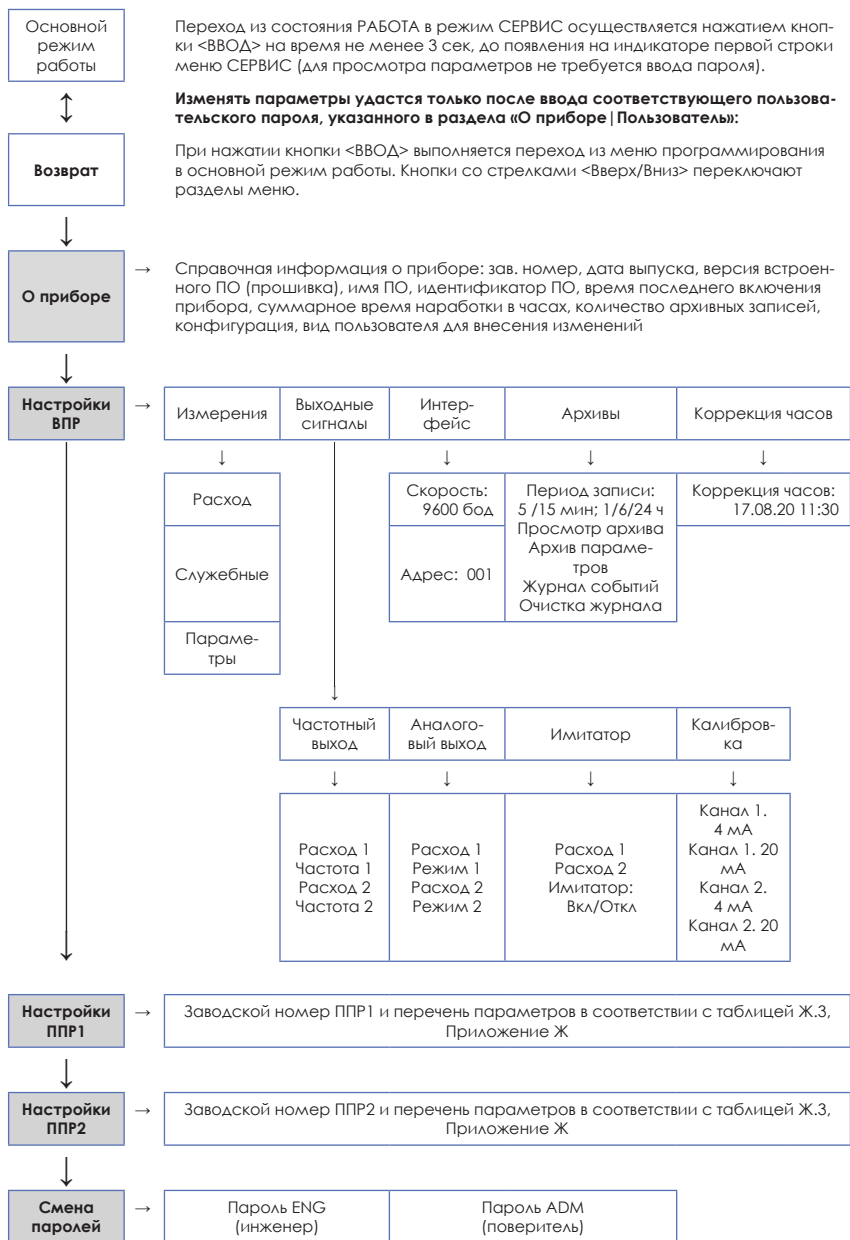 Основной
режим
работы
Переход из состояния РАБОТА в режим СЕРВИС осуществляется нажатием кноп-
ки <ВВОД> на время не менее 3 сек, до появления на индикаторе первой строки
меню СЕРВИС (для просмотра параметров не требуется ввода пароля).
↕
Изменять параметры удастся только после ввода соответствующего пользова-
тельского пароля, указанного в раздела «О приборе|Пользователь»:
Возврат
При нажатии кнопки <ВВОД> выполняется переход из меню программирования
в основной режим работы. Кнопки со стрелками <Вверх/Вниз> переключают
разделы меню.
↓
О приборе
→
Справочная информация о приборе: зав. номер, дата выпуска, версия встроен-
ного ПО (прошивка), имя ПО, идентификатор ПО, время последнего включения
прибора, суммарное время наработки в часах, количество архивных записей,
конфигурация, вид пользователя для внесения изменений
↓
Настройки
ВПР
→
Измерения
Выходные
сигналы
Интер-
фейс
Архивы
Коррекция часов
↓ ↓ ↓ ↓
Расход
Служебные
Параме-
тры
Скорость:
9600 бод
Адрес: 001
Период записи:
5 /15 мин; 1/6/24 ч
Просмотр архива
Архив параме-
тров
Журнал событий
Очистка журнала
Коррекция часов:
17.08.20 11:30
↓
Частотный
выход
Аналого-
вый выход
Имитатор
Калибров-
ка
↓ ↓ ↓ ↓
Расход 1
Частота 1
Расход 2
Частота 2
Расход 1
Режим 1
Расход 2
Режим 2
Расход 1
Расход 2
Имитатор:
Вкл/Откл
Канал 1.
4 мА
Канал 1. 20
мА
Канал 2.
4 мА
Канал 2. 20
мА
↓
Настройки
ППР1
→
Заводской номер ППР1 и перечень параметров в соответствии с таблицей Ж.3,
Приложение Ж
↓
Настройки
ППР2
→
Заводской номер ППР2 и перечень параметров в соответствии с таблицей Ж.3,
Приложение Ж
↓
Смена
паролей
→
Пароль ENG
(инженер)
Пароль ADM
(поверитель)